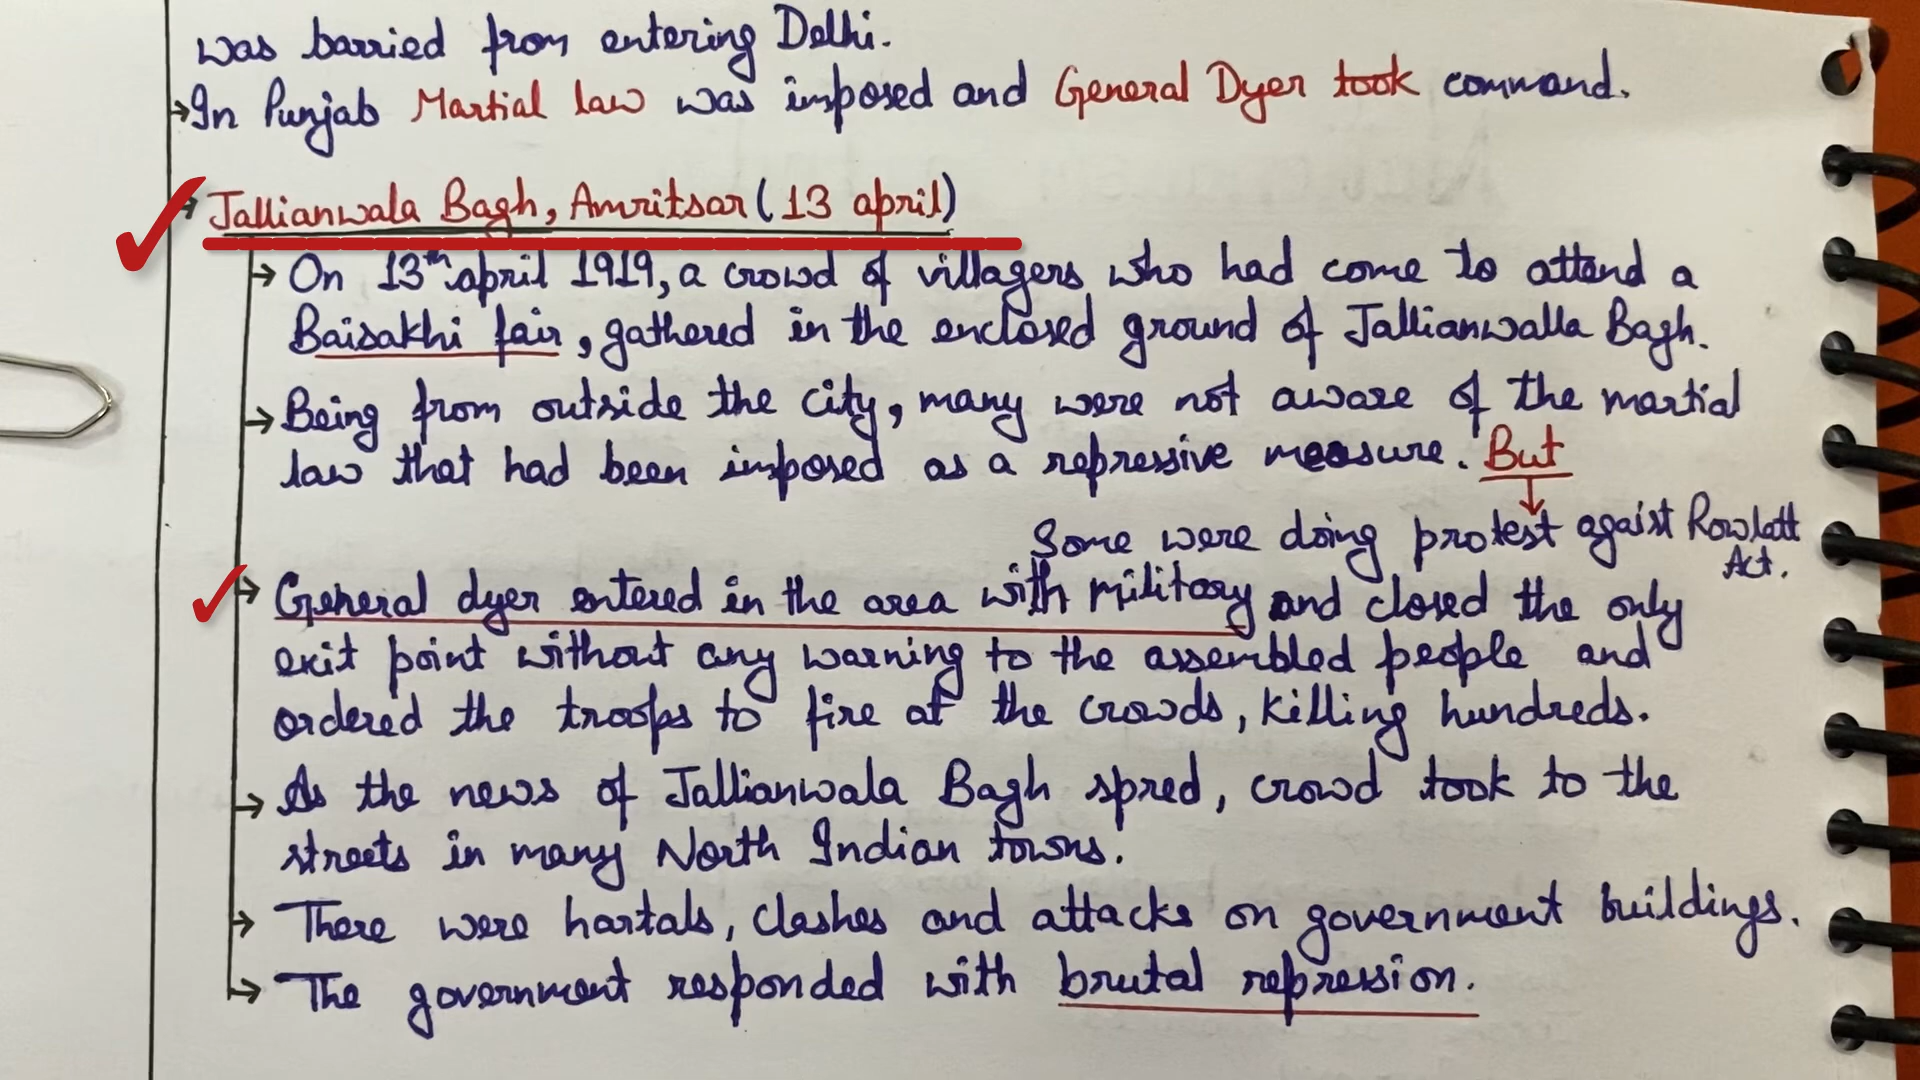 was barried from entering Delhi.
→In Punjab Martial law was imposed and General Dyer took command.
→ Jallianwala Bagh, Amritsar (13 april)
→ On 13th april 1919, a crowd of villagers who had come to attend a
Baisakhi fair, gathered in the enclosed ground of Jallianwalla Bagh.
→ Being from outside the city, many were not aware of the martial
law that had been imposed as a repressive measure. But
Some were doing protest agaist Rowlatt
Act.
→ General dyer entered in the area with military and closed the only
exit point without any warning to the assembled people and
ordered the troops to fire at the crowds, killing hundreds.
→ As the news of Jallianwala Bagh spred, crowd took to the
streets in many North Indian towns.
→ There were hartals, clashes and attacks on government buildings.
→ The government responded with brutal repression.